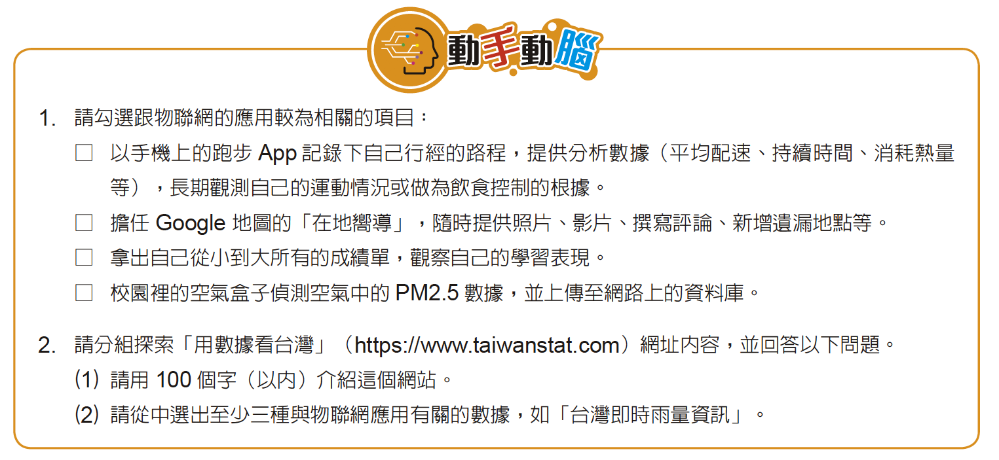 動手動腦
1. 請勾選跟物聯網的應用較為相關的項目：
□ 以手機上的跑步 App 記錄下自己行經的路程，提供分析數據（平均配速、持續時間、消耗熱量
等），長期觀測自己的運動情況或做為飲食控制的根據。
□ 擔任 Google 地圖的「在地嚮導」，隨時提供照片、影片、撰寫評論、新增遺漏地點等。
□ 拿出自己從小到大所有的成績單，觀察自己的學習表現。
□ 校園裡的空氣盒子偵測空氣中的 PM2.5 數據，並上傳至網路上的資料庫。
2. 請分組探索「用數據看台灣」（https://www.taiwanstat.com）網址內容，並回答以下問題。
(1) 請用 100 個字（以內）介紹這個網站。
(2) 請從中選出至少三種與物聯網應用有關的數據，如「台灣即時雨量資訊」。